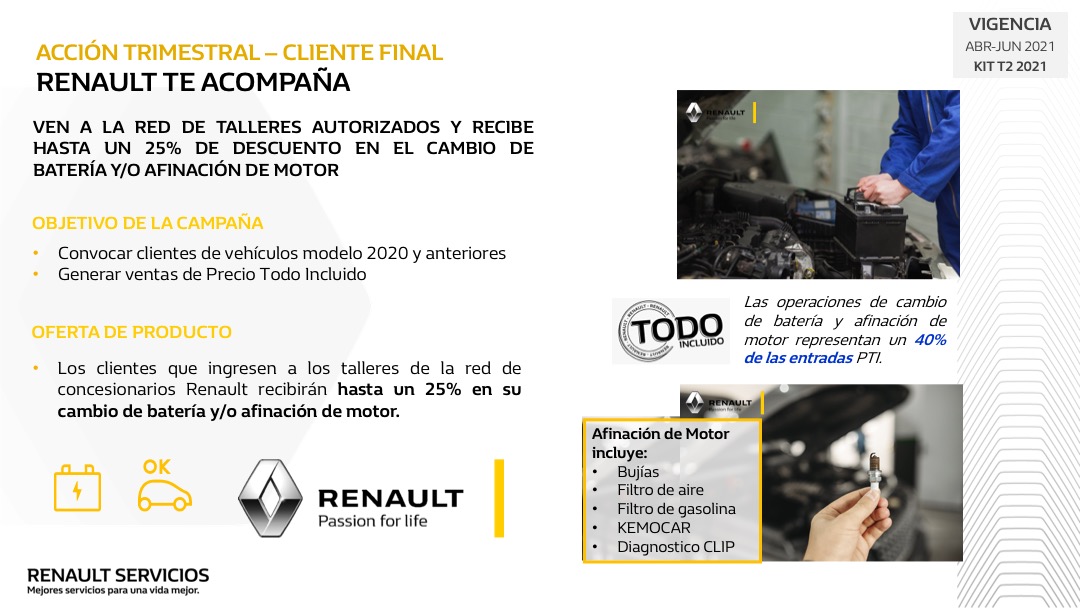 VIGENCIA
ABR-JUN 2021
KIT T2 2021
ACCIÓN TRIMESTRAL – CLIENTE FINAL
RENAULT TE ACOMPAÑA
VEN A LA RED DE TALLERES AUTORIZADOS Y RECIBE
HASTA UN 25% DE DESCUENTO EN EL CAMBIO DE
BATERÍA Y/O AFINACIÓN DE MOTOR
OBJETIVO DE LA CAMPAÑA
• Convocar clientes de vehículos modelo 2020 y anteriores
• Generar ventas de Precio Todo Incluido
OFERTA DE PRODUCTO
• Los clientes que ingresen a los talleres de la red de
concesionarios Renault recibirán hasta un 25% en su
cambio de batería y/o afinación de motor.
OK
RENAULT
Passion for life
RENAULT SERVICIOS
Mejores servicios para una vida mejor.
RENAULT
Passion for life
TODO
INCLUIDO
Las operaciones de cambio
de batería y afinación de
motor representan un 40%
de las entradas PTI.
RENAULT
Passion for life
Afinación de Motor
incluye:
• Bujías
• Filtro de aire
• Filtro de gasolina
• KEMOCAR
• Diagnostico CLIP